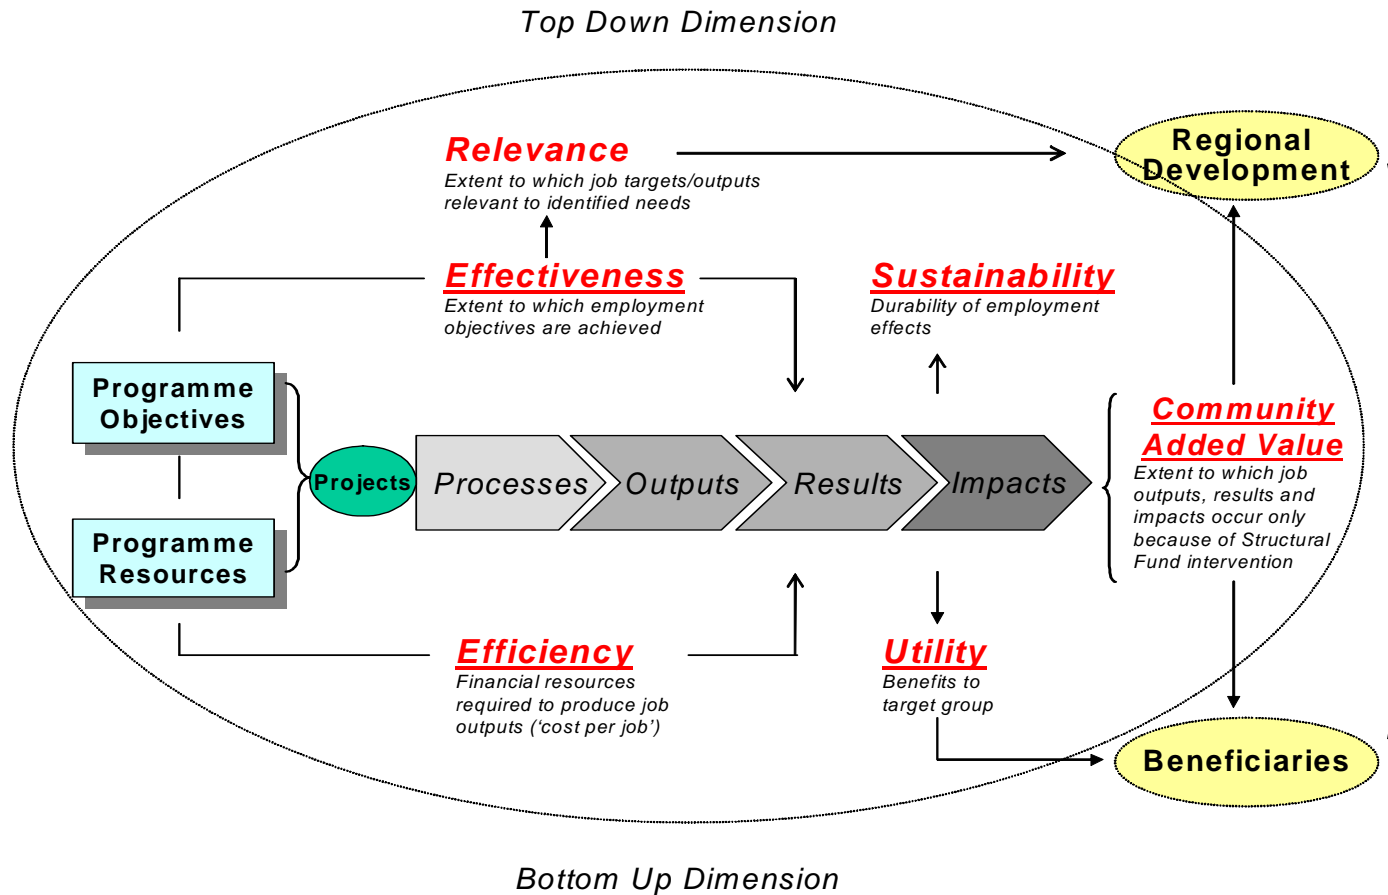 Top Down Dimension
Relevance
Extent to which job targets/outputs
relevant to identified needs
Regional
Development
Effectiveness
Extent to which employment
objectives are achieved
Sustainability
Durability of employment
effects
Programme
Objectives
Projects
Processes
Outputs
Results
Impacts
Community
Added Value
Extent to which job
outputs, results and
impacts occur only
because of Structural
Fund intervention
Programme
Resources
Efficiency
Financial resources
required to produce job
outputs (‘cost per job’)
Utility
Benefits to
target group
Beneficiaries
Bottom Up Dimension